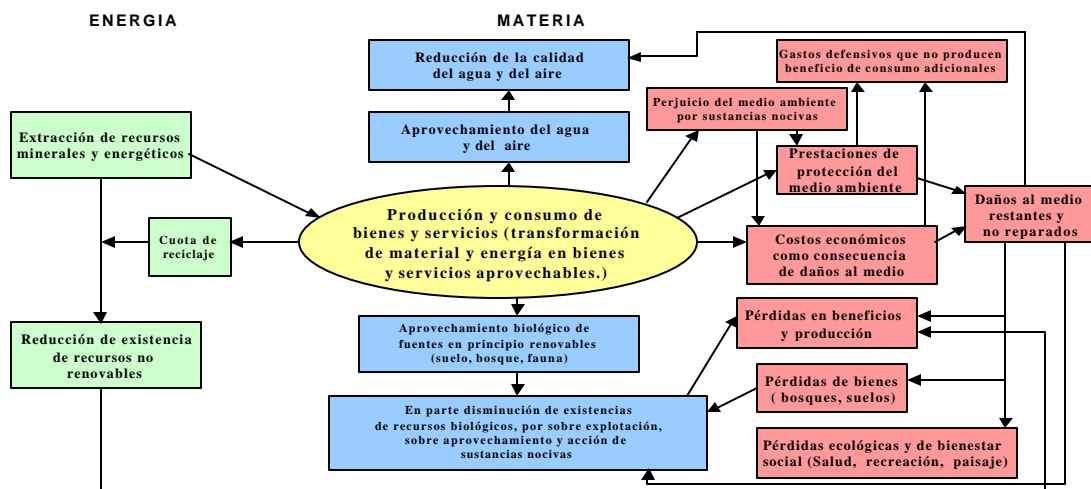 ENERGIA
MATERIA
Reducción de la calidad
del agua y del aire
Gastos defensivos que no producen
beneficio de consumo adicionales
Perjuicio del medio ambiente
por sustancias nocivas
Extracción de recursos
minerales y energéticos
Aprovechamiento del agua
y del aire
Prestaciones de
protección del
medio ambiente
Daños al medio
restantes y
no reparados
Producción y consumo de
bienes y servicios (transformación
de material y energía en bienes
y servicios aprovechables.)
Cuota de
reciclaje
Costos económicos
como consecuencia
de daños al medio
Reducción de existencia
de recursos no
renovables
Aprovechamiento biológico de
fuentes en principio renovables
(suelo, bosque, fauna)
Pérdidas en beneficios
y producción
Pérdidas de bienes
( bosques, suelos)
En parte disminución de existencias
de recursos biológicos, por sobre explotación,
sobre aprovechamiento y acción de
sustancias nocivas
Pérdidas ecológicas y de bienestar
social (Salud, recreación, paisaje)